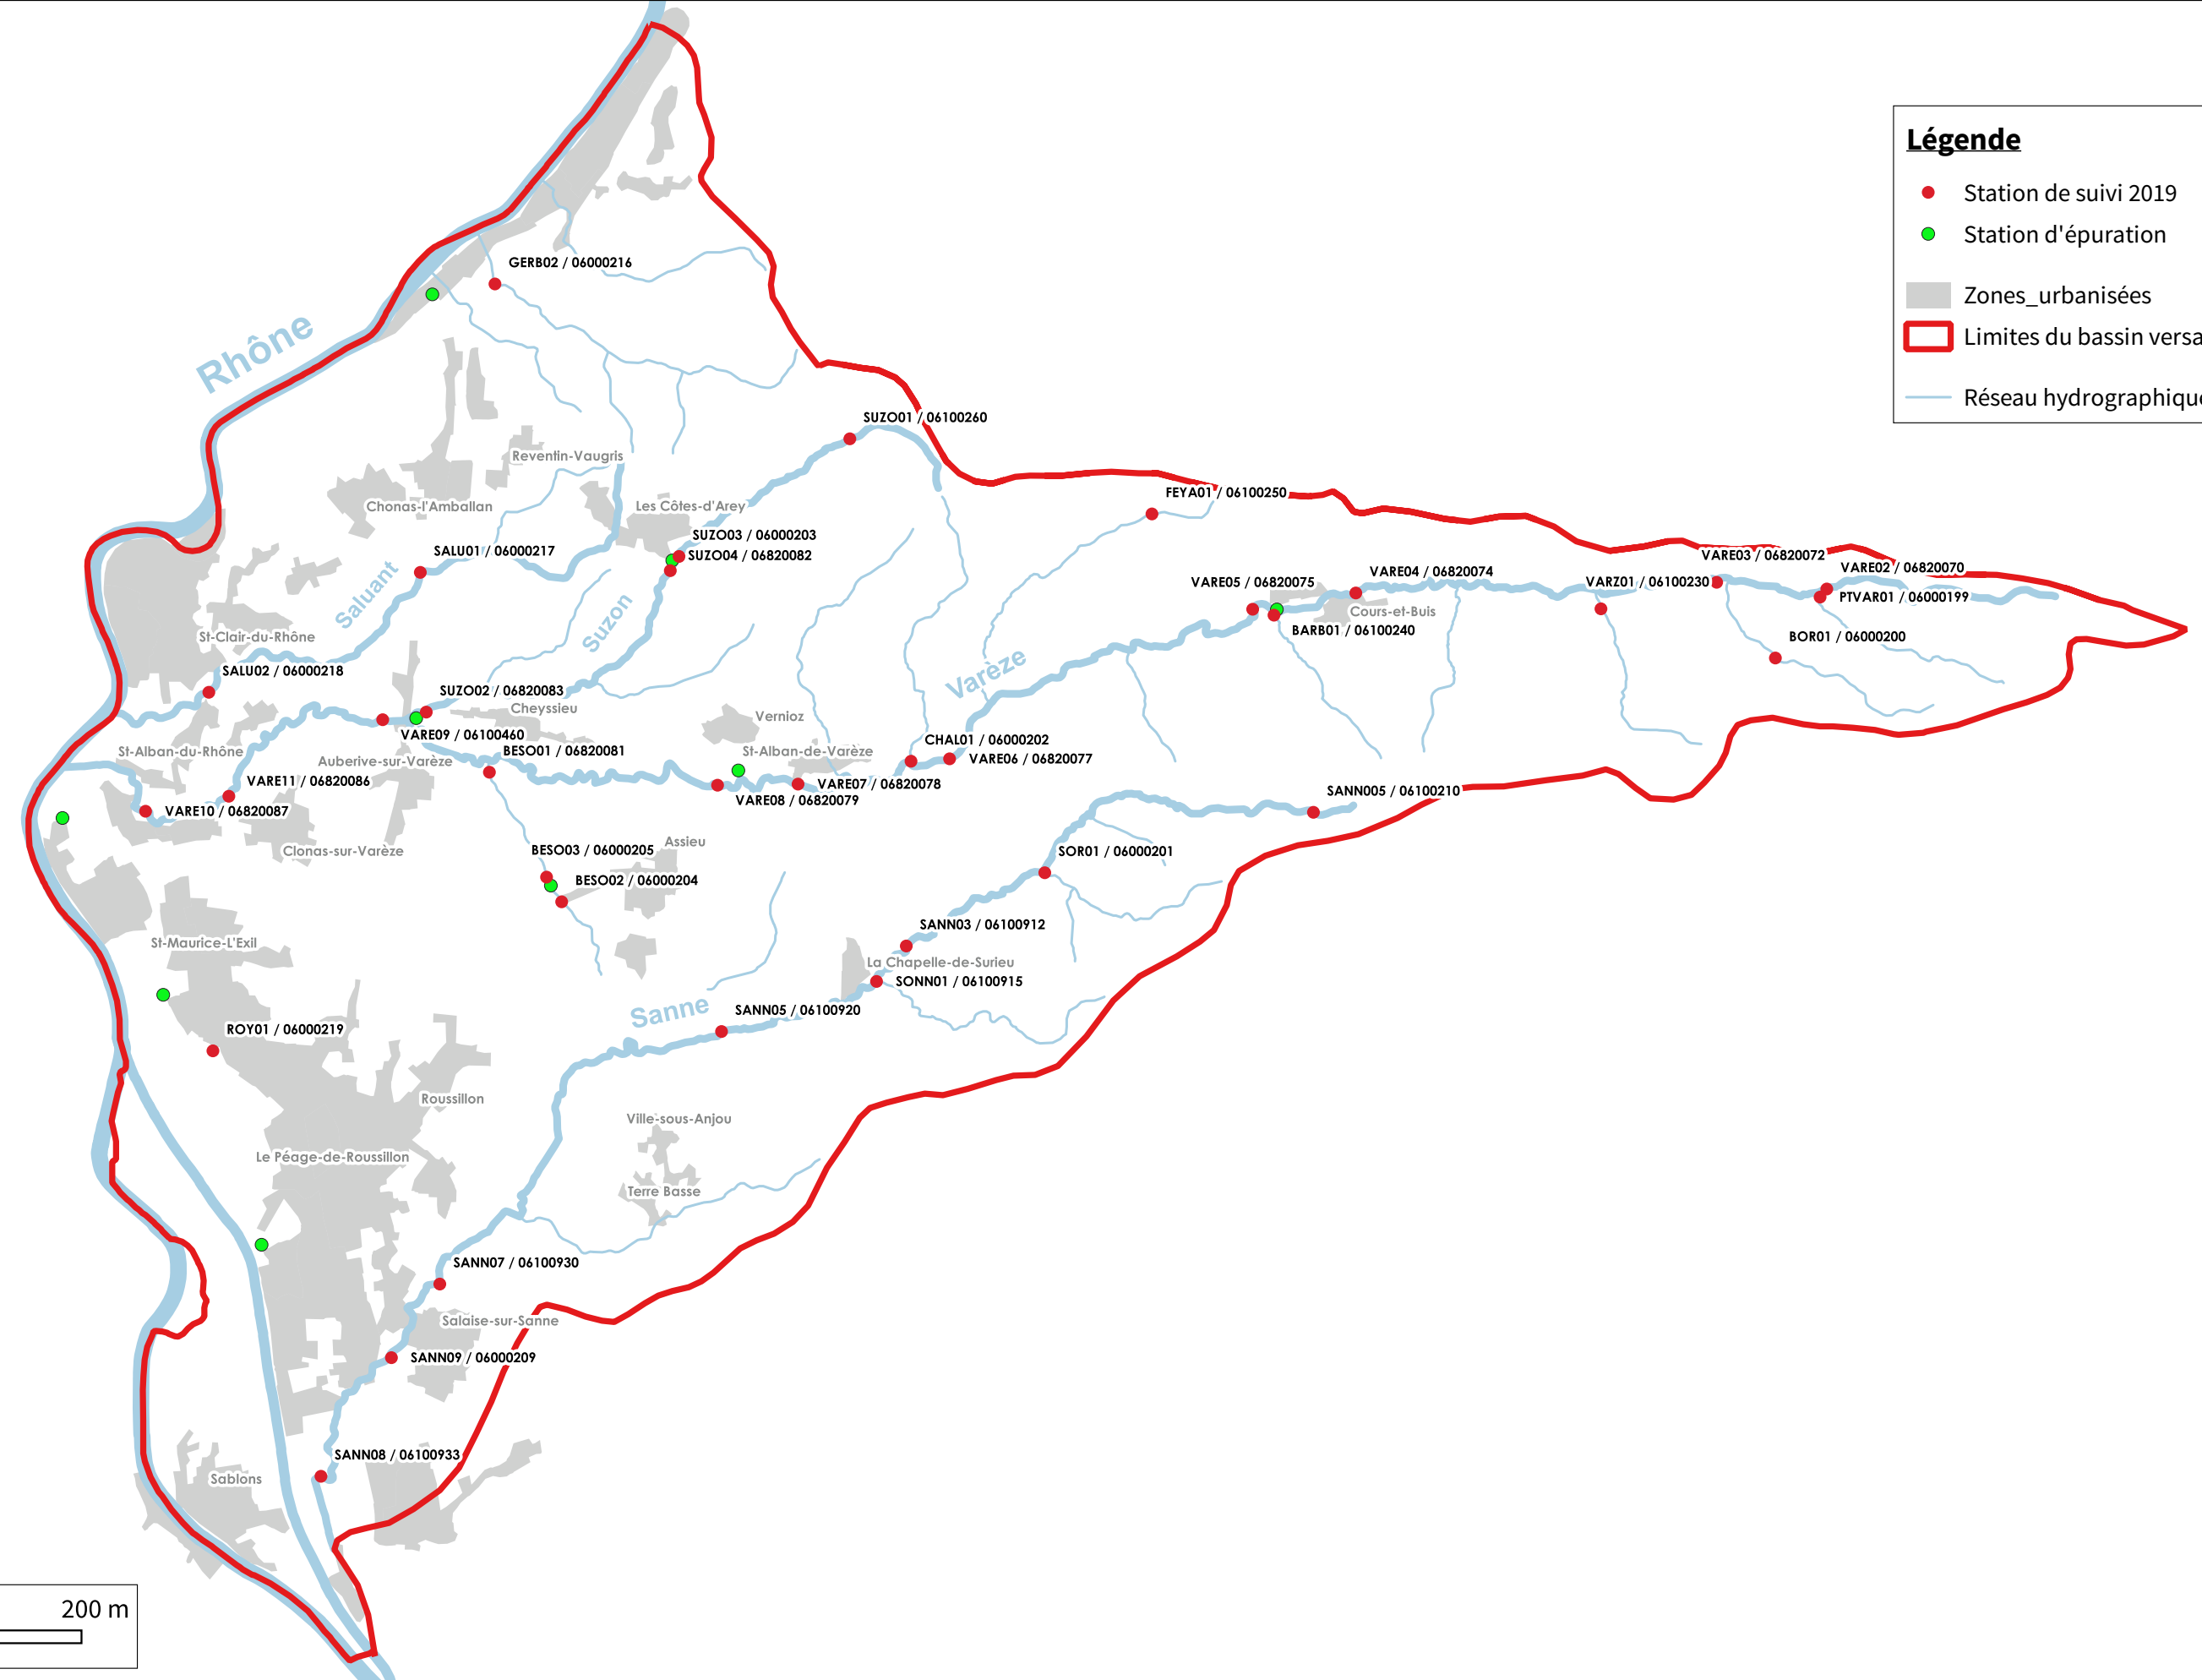 Légende
Station de suivi 2019
Station d'épuration
Zones_urbanisées
Limites du bassin versa
Réseau hydrographique
Rhône
GERB02 / 06000216
SUZO01 / 06100260
Reventin-Vaugris
Chonas-l'Amballan
Les Côtes-d'Arey
FEYA01 / 06100250
SUZO03 / 06000203
SUZO04 / 06820082
SALU01 / 06000217
Saluant
Suzon
VARE03 / 06820072
VARE02 / 06820070
VARE05 / 06820075
VARE04 / 06820074
VARZ01 / 06100230
PTVAR01 / 06000199
Cours-et-Buis
BARB01 / 06100240
BOR01 / 06000200
St-Clair-du-Rhône
SALU02 / 06000218
Varèze
SUZO02 / 06820083
Cheyssieu
Vernioz
VARE09 / 06100460
CHAL01 / 06000202
St-Alban-du-Rhône
BESO01 / 06820081
St-Alban-de-Varèze
VARE06 / 06820077
Auberive-sur-Varèze
VARE11 / 06820086
VARE07 / 06820078
VARE08 / 06820079
SANN005 / 06100210
VARE10 / 06820087
Clonas-sur-Varèze
BESO03 / 06000205
Assieu
SOR01 / 06000201
BESO02 / 06000204
SANN03 / 06100912
St-Maurice-L'Exil
La Chapelle-de-Surieu
SONN01 / 06100915
Sanne
SANN05 / 06100920
ROY01 / 06000219
Roussillon
Ville-sous-Anjou
Le Péage-de-Roussillon
Terre Basse
SANN07 / 06100930
Salaise-sur-Sanne
SANN09 / 06000209
SANN08 / 06100933
Sablons
200 m